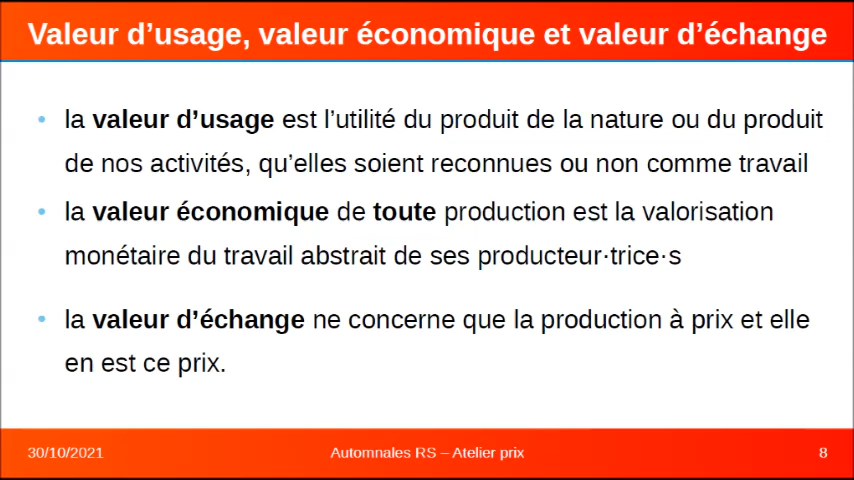 Valeur d’usage, valeur économique et valeur d’échange
• la valeur d’usage est l’utilité du produit de la nature ou du produit
de nos activités, qu’elles soient reconnues ou non comme travail
• la valeur économique de toute production est la valorisation
monétaire du travail abstrait de ses producteur·trice·s
• la valeur d’échange ne concerne que la production à prix et elle
en est ce prix.
30/10/2021 Automnales RS – Atelier prix 8